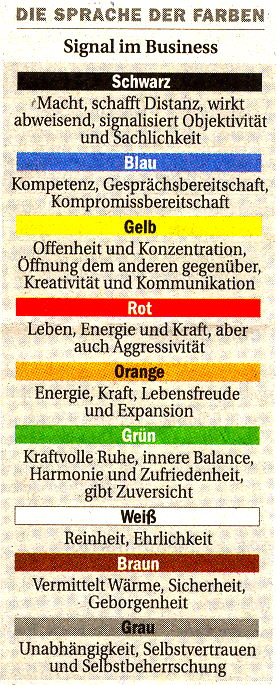 DIE SPRACHE DER FARBEN
Signal im Business
Schwarz
Macht, schafft Distanz, wirkt
abweisend, signalisiert Objektivität
und Sachlichkeit
Blau
Kompetenz, Gesprächsbereitschaft,
Kompromissbereitschaft
Gelb
Offenheit und Konzentration,
Öffnung dem anderen gegenüber,
Kreativität und Kommunikation
Rot
Leben, Energie und Kraft, aber
auch Aggressivität
Orange
Energie, Kraft, Lebensfreude
und Expansion
Grün
Kraftvolle Ruhe, innere Balance,
Harmonie und Zufriedenheit,
gibt Zuversicht
Weiß
Reinheit, Ehrlichkeit
Braun
Vermittelt Wärme, Sicherheit,
Geborgenheit
Grau
Unabhängigkeit, Selbstvertrauen
und Selbstbeherrschung